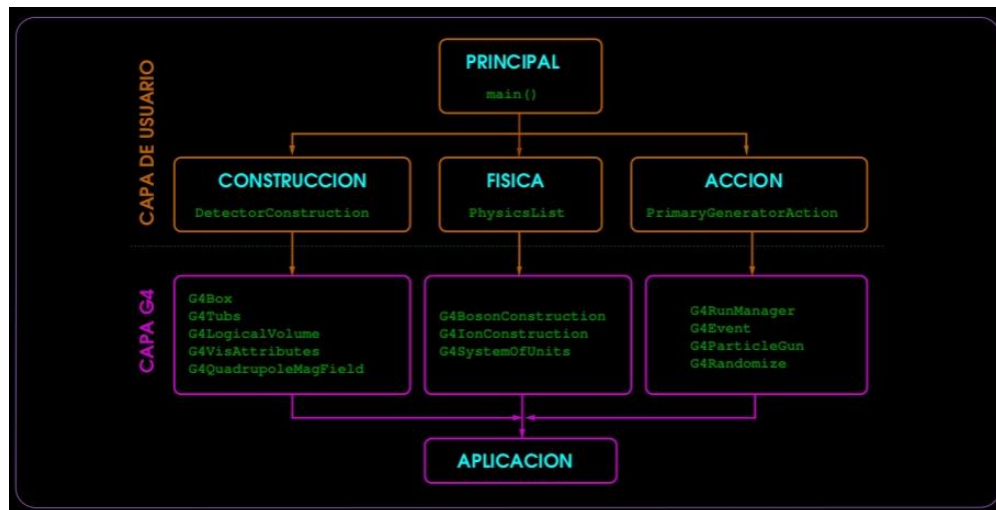 CAPA DE USUARIO
PRINCIPAL
main()
CONSTRUCCION
DetectorConstruction
FISICA
PhysicsList
ACCION
PrimaryGeneratorAction
CAPA G4
G4Box
G4Tubs
G4LogicalVolume
G4VisAttributes
G4QuadrupoleMagField
G4BosonConstruction
G4IonConstruction
G4SystemOfUnits
G4RunManager
G4Event
G4ParticleGun
G4Randomize
APLICACION